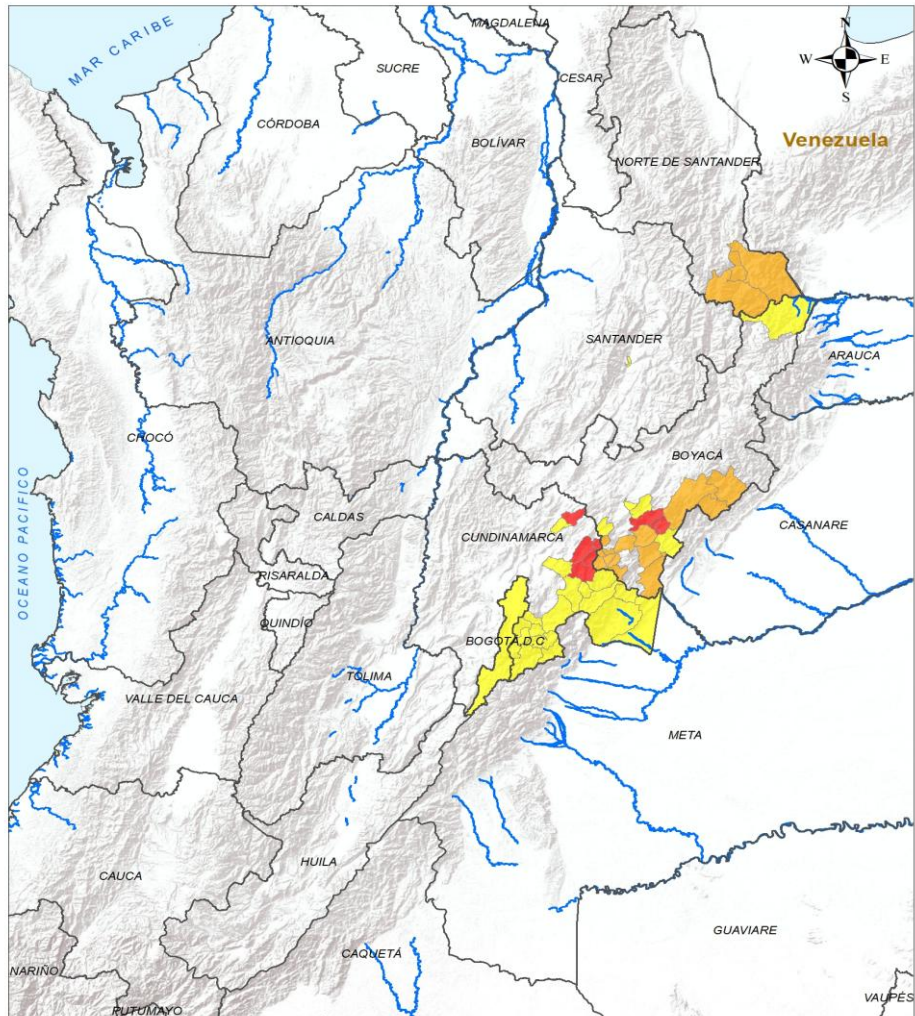 MAGDALENA
MAR CARIBE
N
W E
S
SUCRE
CESAR
CÓRDOBA
BOLÍVAR
Venezuela
NORTE DE SANTANDER
ANTIOQUIA
SANTANDER
ARAUCA
CHOCÓ
BOYACÁ
OCEANO PACIFICO
CALDAS
CUNDINAMARCA
CASANARE
RISARALDA
QUINDÍO
BOGOTÁ, D.C
TOLIMA
VALLE DEL CAUCA
META
HUILA
CAUCA
GUAVIARE
CAQUETÁ
NARIÑO
VAUPÉS
PUTUMAYO